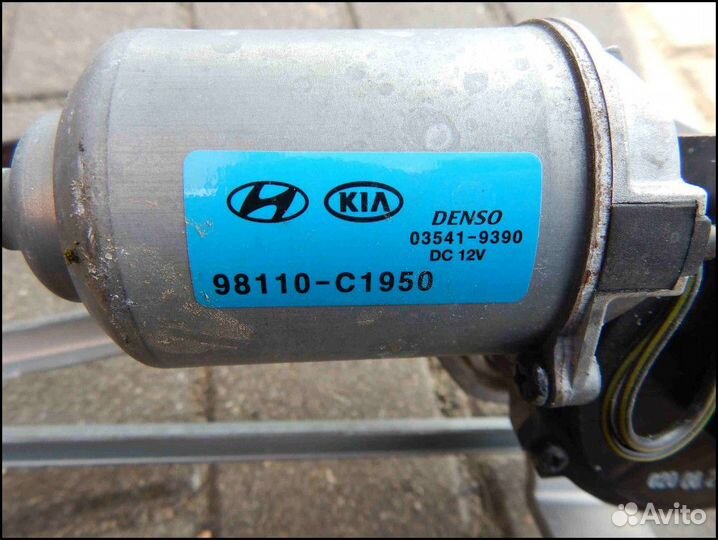 KIA
DENSO
03541-9390
DC 12V
98110-C1950
Avito